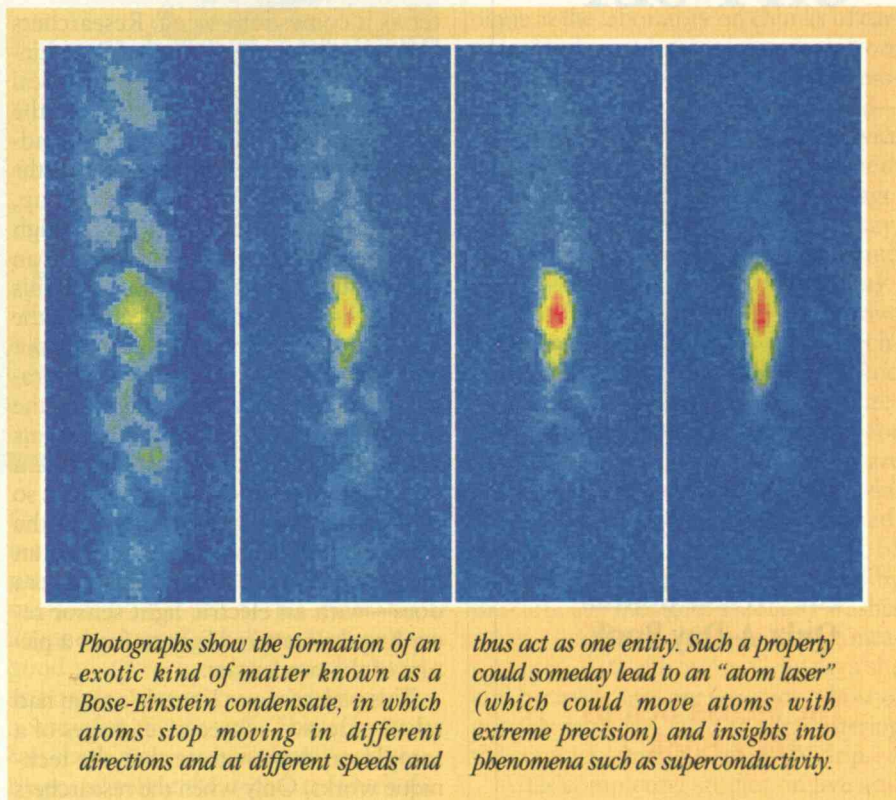 Photographs show the formation of an
exotic kind of matter known as a
Bose-Einstein condensate, in which
atoms stop moving in different
directions and at different speeds and
thus act as one entity. Such a property
could someday lead to an “atom laser”
(which could move atoms with
extreme precision) and insights into
phenomena such as superconductivity.